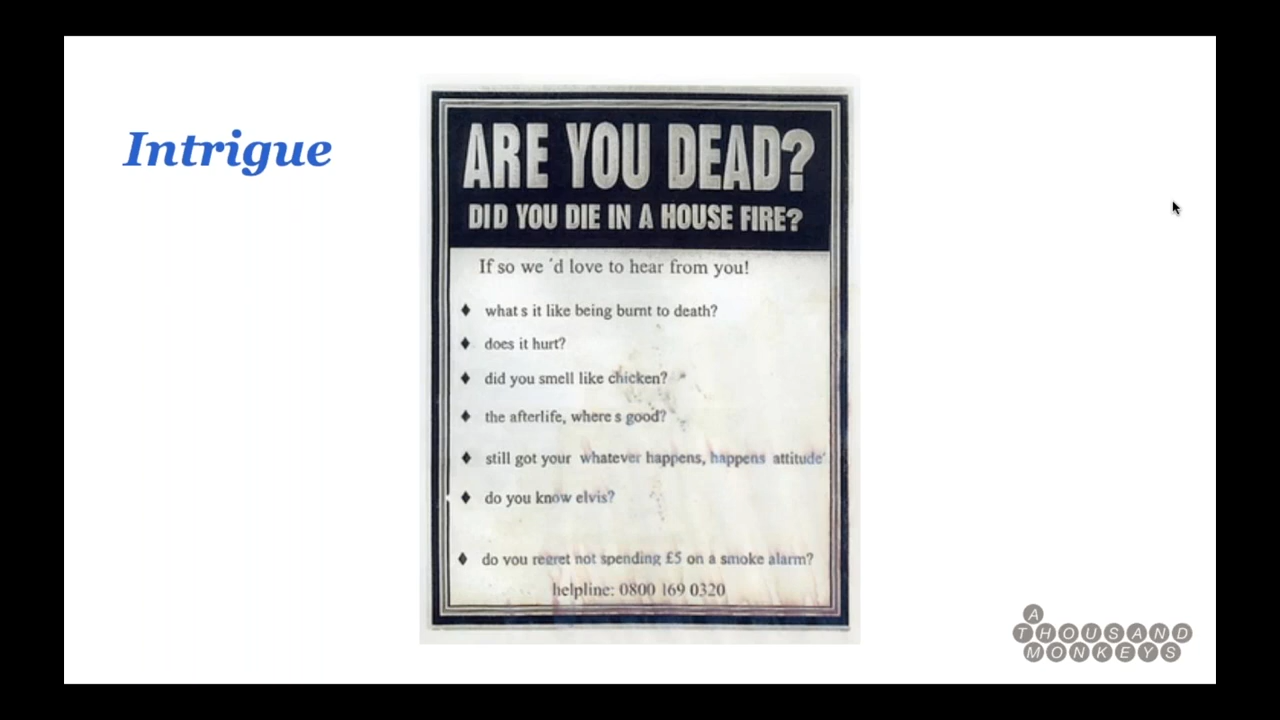 Intrigue
ARE YOU DEAD?
DID YOU DIE IN A HOUSE FIRE?
If so we 'd love to hear from you!
♦ what s it like being burnt to death?
♦ does it hurt?
♦ did you smell like chicken?
♦ the afterlife, where s good?
♦ still got your whatever happens, happens attitude'
♦ do you know elvis?
♦ do you regret not spending £5 on a smoke alarm?
helpline: 0800 169 0320
A
THOUSAND
MONKEYS